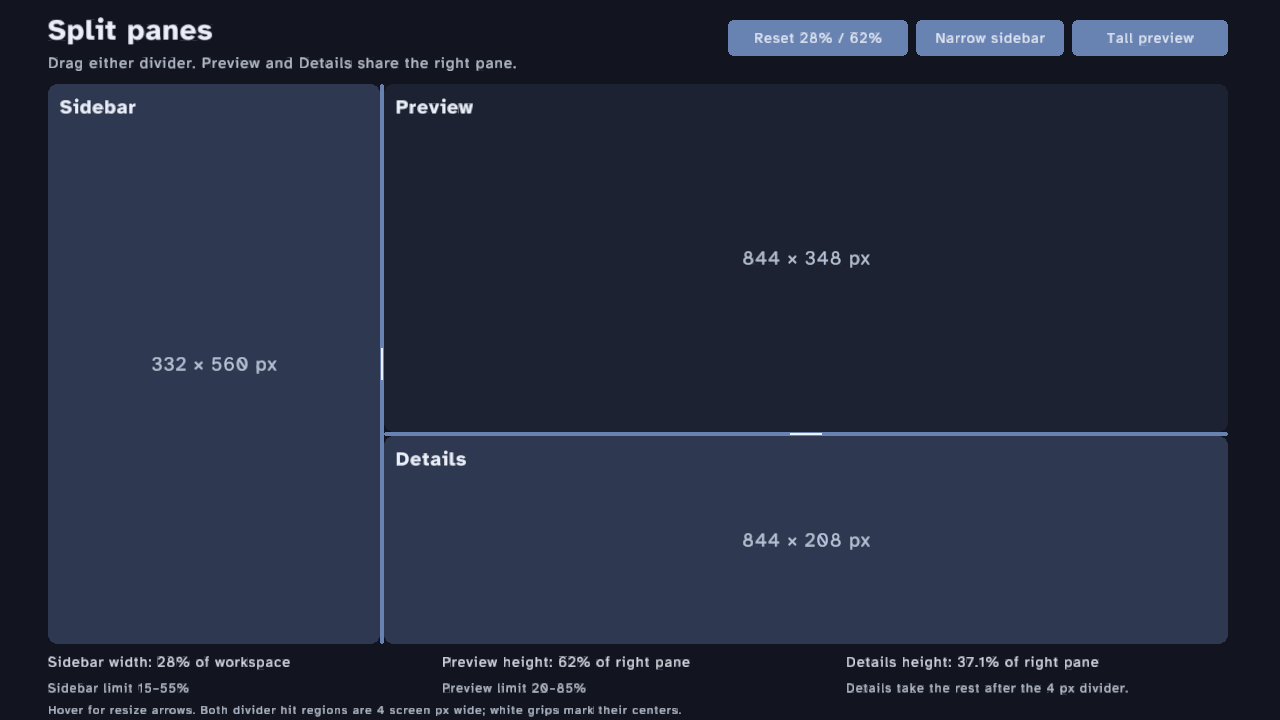 Split panes
Drag either divider. Preview and Details share the right pane.
Reset 28% / 62%
Narrow sidebar
Tall preview
Sidebar
Preview
844 × 348 px
332 × 560 px
Details
844 × 208 px
Sidebar width: 28% of workspace
Preview height: 62% of right pane
Details height: 37.1% of right pane
Sidebar limit 15–55%
Preview limit 20–85%
Details take the rest after the 4 px divider.
Hover for resize arrows. Both divider hit regions are 4 screen px wide; white grips mark their centers.